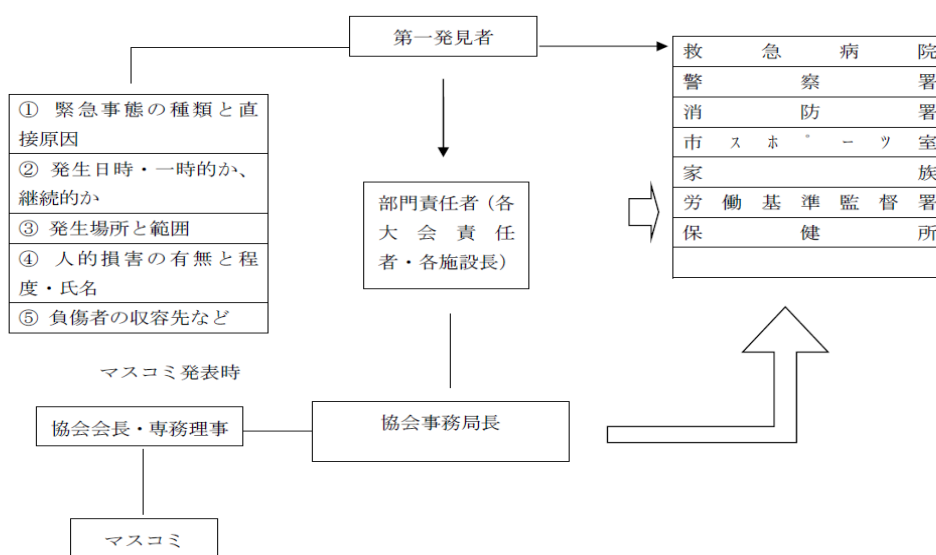 第一発見者
① 緊急事態の種類と直
接原因
② 発生日時・一時的か、
継続的か
③ 発生場所と範囲
④ 人的損害の有無と程
度・氏名
⑤ 負傷者の収容先など
救急病院
警察署
消防署
市スポーツ室
家族
労働基準監督署
保健所
部門責任者（各
大会責任
者・各施設長）
マスコミ発表時
協会会長・専務理事
協会事務局長
マスコミ